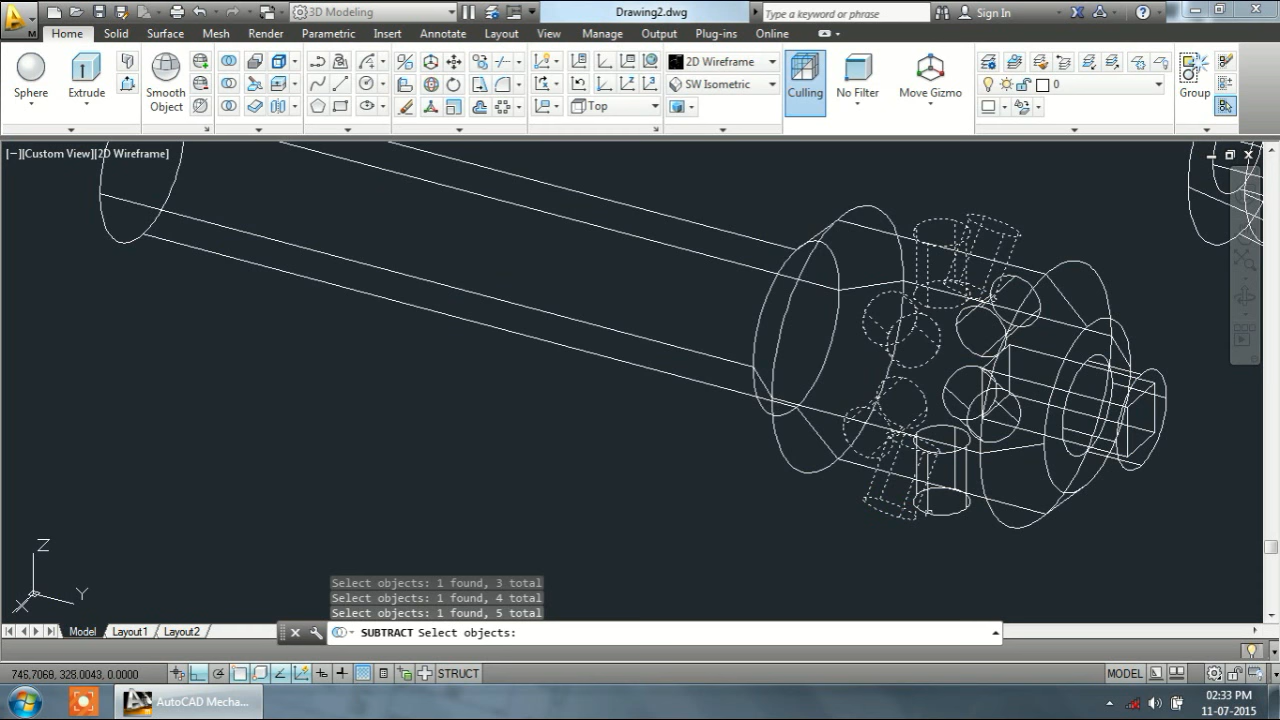 3D Modeling
Drawing2.dwg
Type a keyword or phrase
Sign In
Home Solid Surface Mesh Render Parametric Insert Annotate Layout View Manage Output Plug-ins Online
2D Wireframe
SW Isometric
Top
0
Sphere Extrude Smooth Object Culling No Filter Move Gizmo Group
[−][Custom View][2D Wireframe]
Z
Y
X
Select objects: 1 found, 3 total
Select objects: 1 found, 4 total
Select objects: 1 found, 5 total
Model Layout1 Layout2
SUBTRACT Select objects:
746.7068, 328.0043, 0.0000
STRUCT
MODEL
AutoCAD Mecha...
02:33 PM
11-07-2015